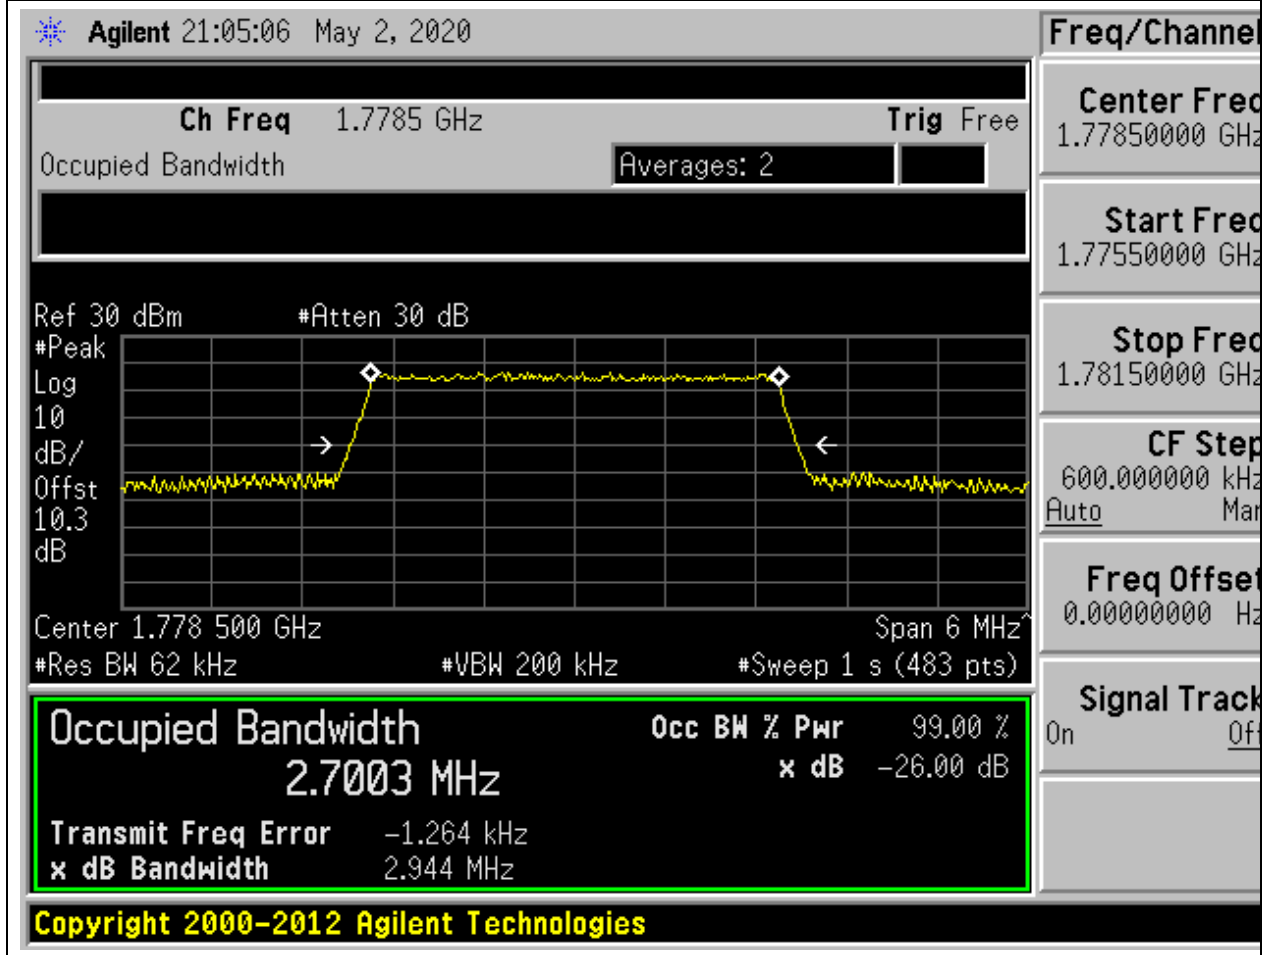 Agilent 21:05:06 May 2, 2020
Freq/Channel
Ch Freq 1.7785 GHz Trig Free
Occupied Bandwidth Averages: 2
Center Freq
1.77850000 GHz
Start Freq
1.77550000 GHz
Stop Freq
1.78150000 GHz
CF Step
600.000000 kHz
Auto Man
Freq Offset
0.00000000 Hz
Signal Track
On Off
Ref 30 dBm #Atten 30 dB
#Peak
Log
10
dB/
Offst
10.3
dB
Center 1.778 500 GHz Span 6 MHz^
#Res BW 62 kHz #VBW 200 kHz #Sweep 1 s (483 pts)
Occupied Bandwidth Occ BW % Pwr 99.00 %
2.7003 MHz x dB -26.00 dB
Transmit Freq Error -1.264 kHz
x dB Bandwidth 2.944 MHz
Copyright 2000-2012 Agilent Technologies